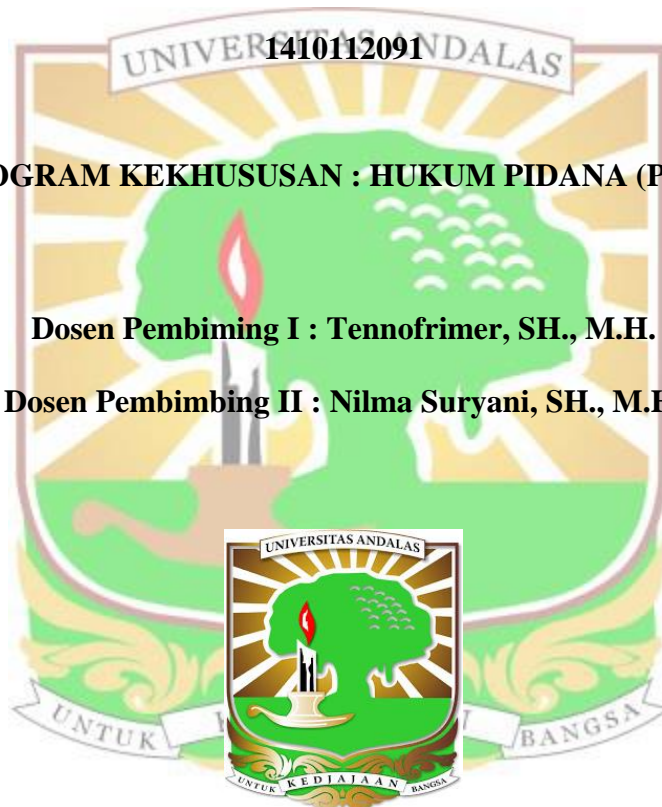 UNIVERSITAS ANDALAS
1410112091
PROGRAM KEKHUSUSAN : HUKUM PIDANA (P
Dosen Pembiming I : Tennofrimer, SH., M.H.
Dosen Pembimbing II : Nilma Suryani, SH., M.H
UNIVERSITAS ANDALAS
UNTUK KEDJAJAAN BANGSA
UNTUK BANGSA